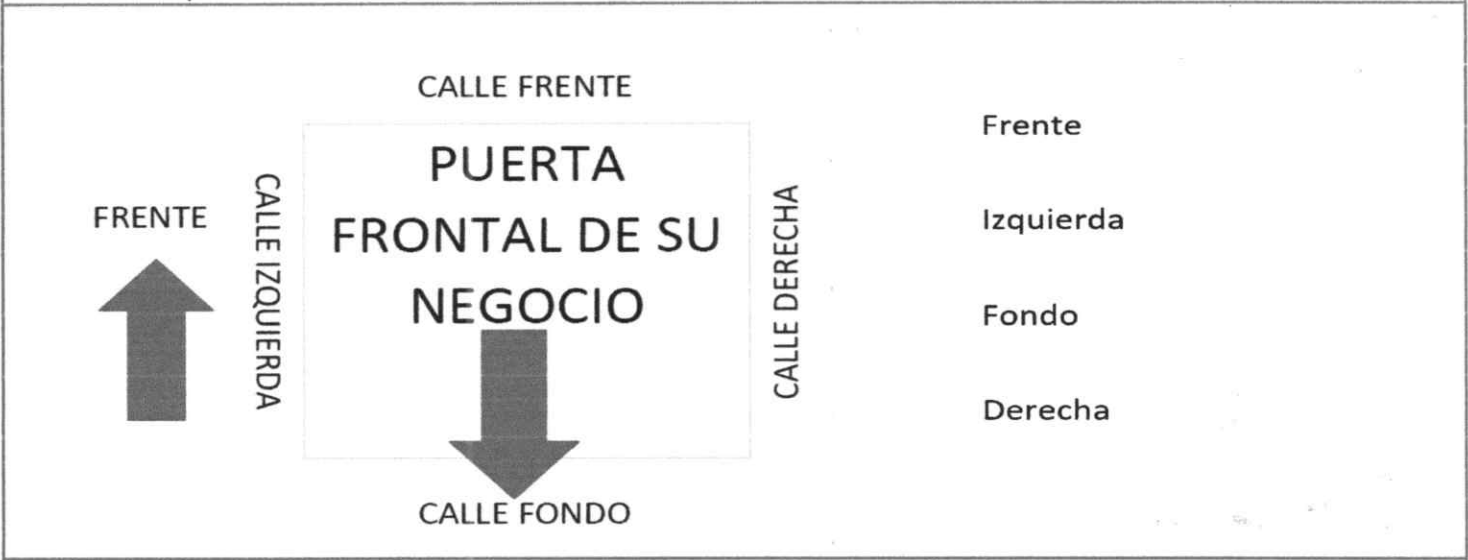 CALLE FRENTE
PUERTA
FRONTAL DE SU
NEGOCIO
FRENTE
CALLE IZQUIERDA
CALLE DERECHA
CALLE FONDO
Frente
Izquierda
Fondo
Derecha